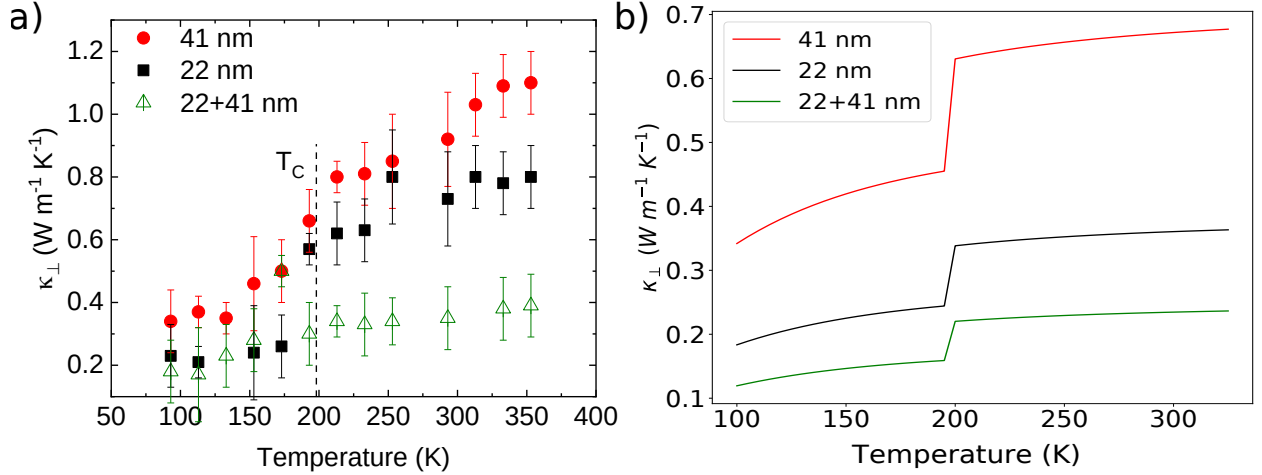 a)
41 nm
22 nm
22+41 nm
T_C
κ⊥ (W m⁻¹ K⁻¹)
1.2
1.0
0.8
0.6
0.4
0.2
50 100 150 200 250 300 350 400
Temperature (K)
b)
41 nm
22 nm
22+41 nm
κ⊥ (W m⁻¹ K⁻¹)
0.7
0.6
0.5
0.4
0.3
0.2
0.1
100 150 200 250 300
Temperature (K)